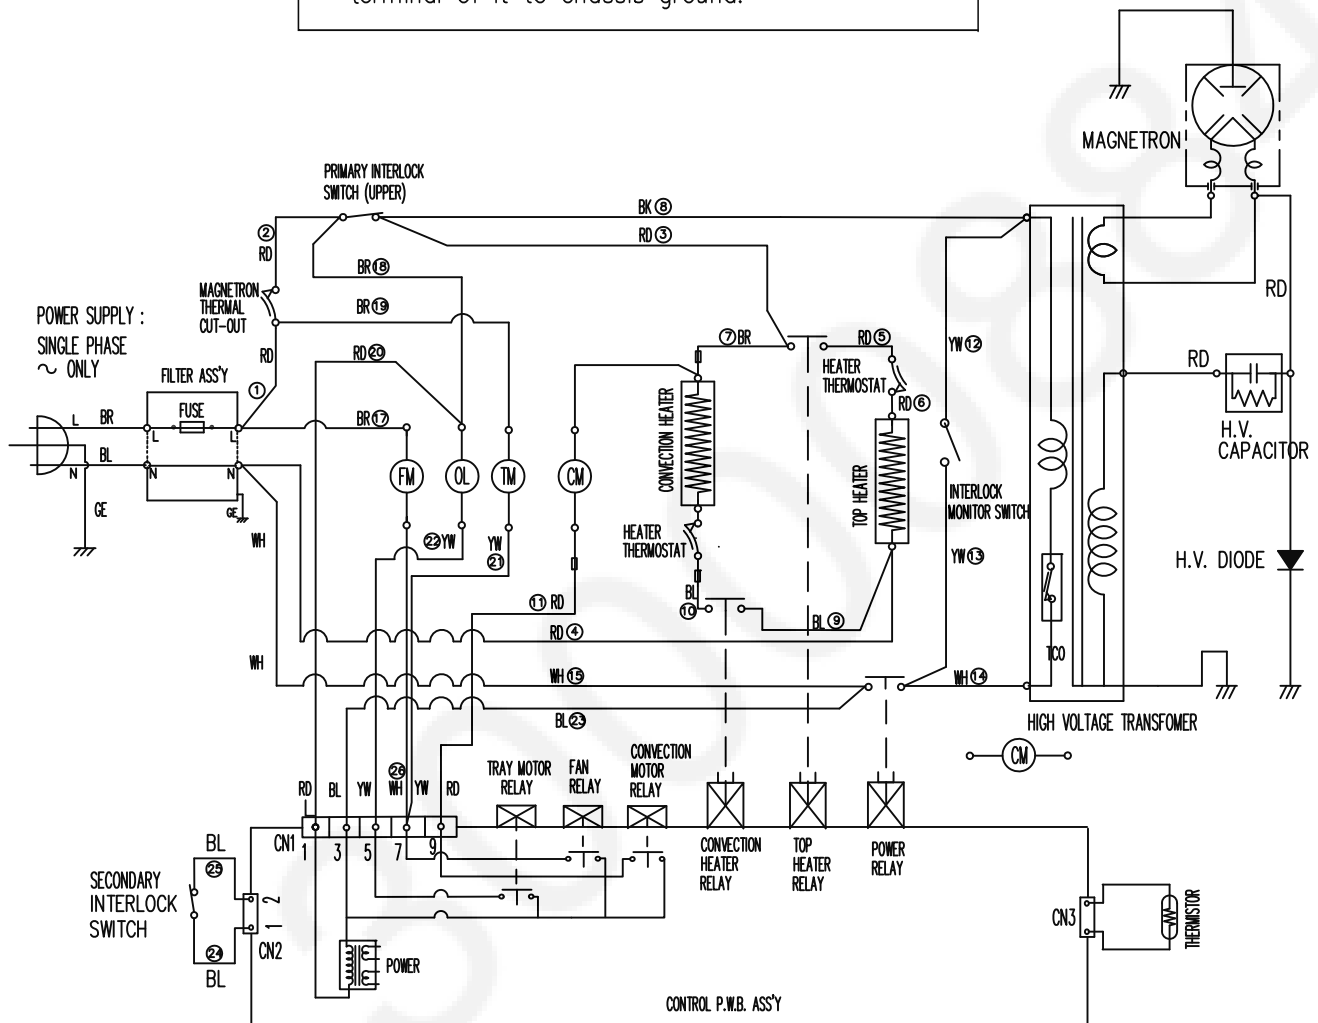 terminal of it to chassis ground.
MAGNETRON
PRIMARY INTERLOCK
SWITCH (UPPER)
BK 8
RD 3
2
RD
BR 18
MAGNETRON
THERMAL
CUT-OUT
BR 19
RD
POWER SUPPLY :
SINGLE PHASE
~ ONLY
RD 20
7 BR
RD 5
YW 12
RD
RD
FILTER ASS'Y
1
HEATER
THERMOSTAT
RD 6
FUSE
L
BR
L
L
BR 17
CONVECTION HEATER
H.V.
CAPACITOR
BL
N
N
N
FM
OL
TM
CM
TOP HEATER
INTERLOCK
MONITOR SWITCH
GE
GE
WH
22 YW
YW
21
HEATER
THERMOSTAT
YW 13
H.V. DIODE
11 RD
BL
10
BL 9
RD 4
TCO
WH
WH 15
WH 14
BL 23
HIGH VOLTAGE TRANSFOMER
CM
RD
BL
YW
26
WH
YW
RD
TRAY MOTOR
RELAY
FAN
RELAY
CONVECTION
MOTOR
RELAY
CN1
1
3
5
7
9
CONVECTION
HEATER
RELAY
TOP
HEATER
RELAY
POWER
RELAY
BL
25
SECONDARY
INTERLOCK
SWITCH
2
1
CN2
24
BL
CN3
THERMISTOR
POWER
CONTROL P.W.B. ASS'Y